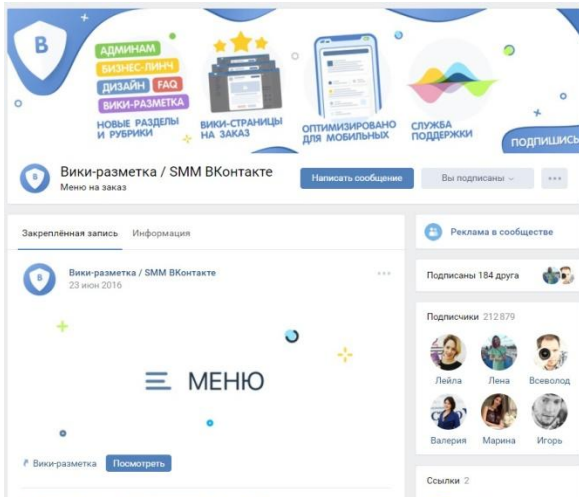 В
АДМИНАМ
БИЗНЕС-ЛИНЧ
ДИЗАЙН FAQ
ВИКИ-РАЗМЕТКА
НОВЫЕ РАЗДЕЛЫ
И РУБРИКИ
ВИКИ-СТРАНИЦЫ
НА ЗАКАЗ
ОПТИМИЗИРОВАНО
ДЛЯ МОБИЛЬНЫХ
СЛУЖБА
ПОДДЕРЖКИ
ПОДПИШИСЬ
В
Вики-разметка / SMM ВКонтакте
Меню на заказ
Написать сообщение
Вы подписаны
Закреплённая запись Информация
В
Вики-разметка / SMM ВКонтакте
23 июн 2016
МЕНЮ
Вики-разметка Посмотреть
Реклама в сообществе
Подписаны 184 друга
Подписчики 212 879
Лейла Лена Всеволод
Валерия Марина Игорь
Ссылки 2